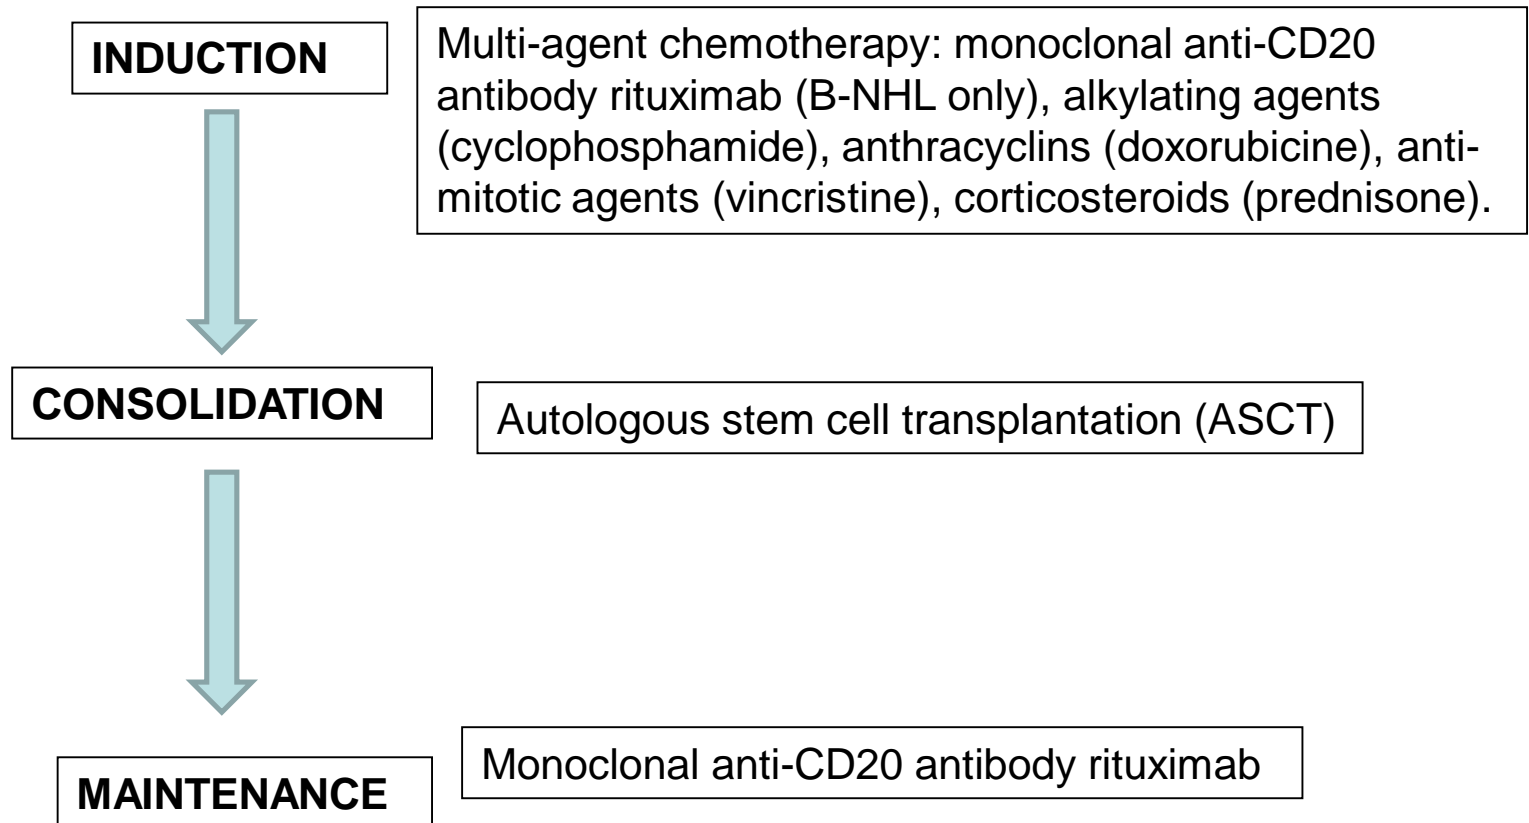 INDUCTION
Multi-agent chemotherapy: monoclonal anti-CD20
antibody rituximab (B-NHL only), alkylating agents
(cyclophosphamide), anthracyclins (doxorubicine), anti-
mitotic agents (vincristine), corticosteroids (prednisone).
CONSOLIDATION
Autologous stem cell transplantation (ASCT)
Monoclonal anti-CD20 antibody rituximab
MAINTENANCE